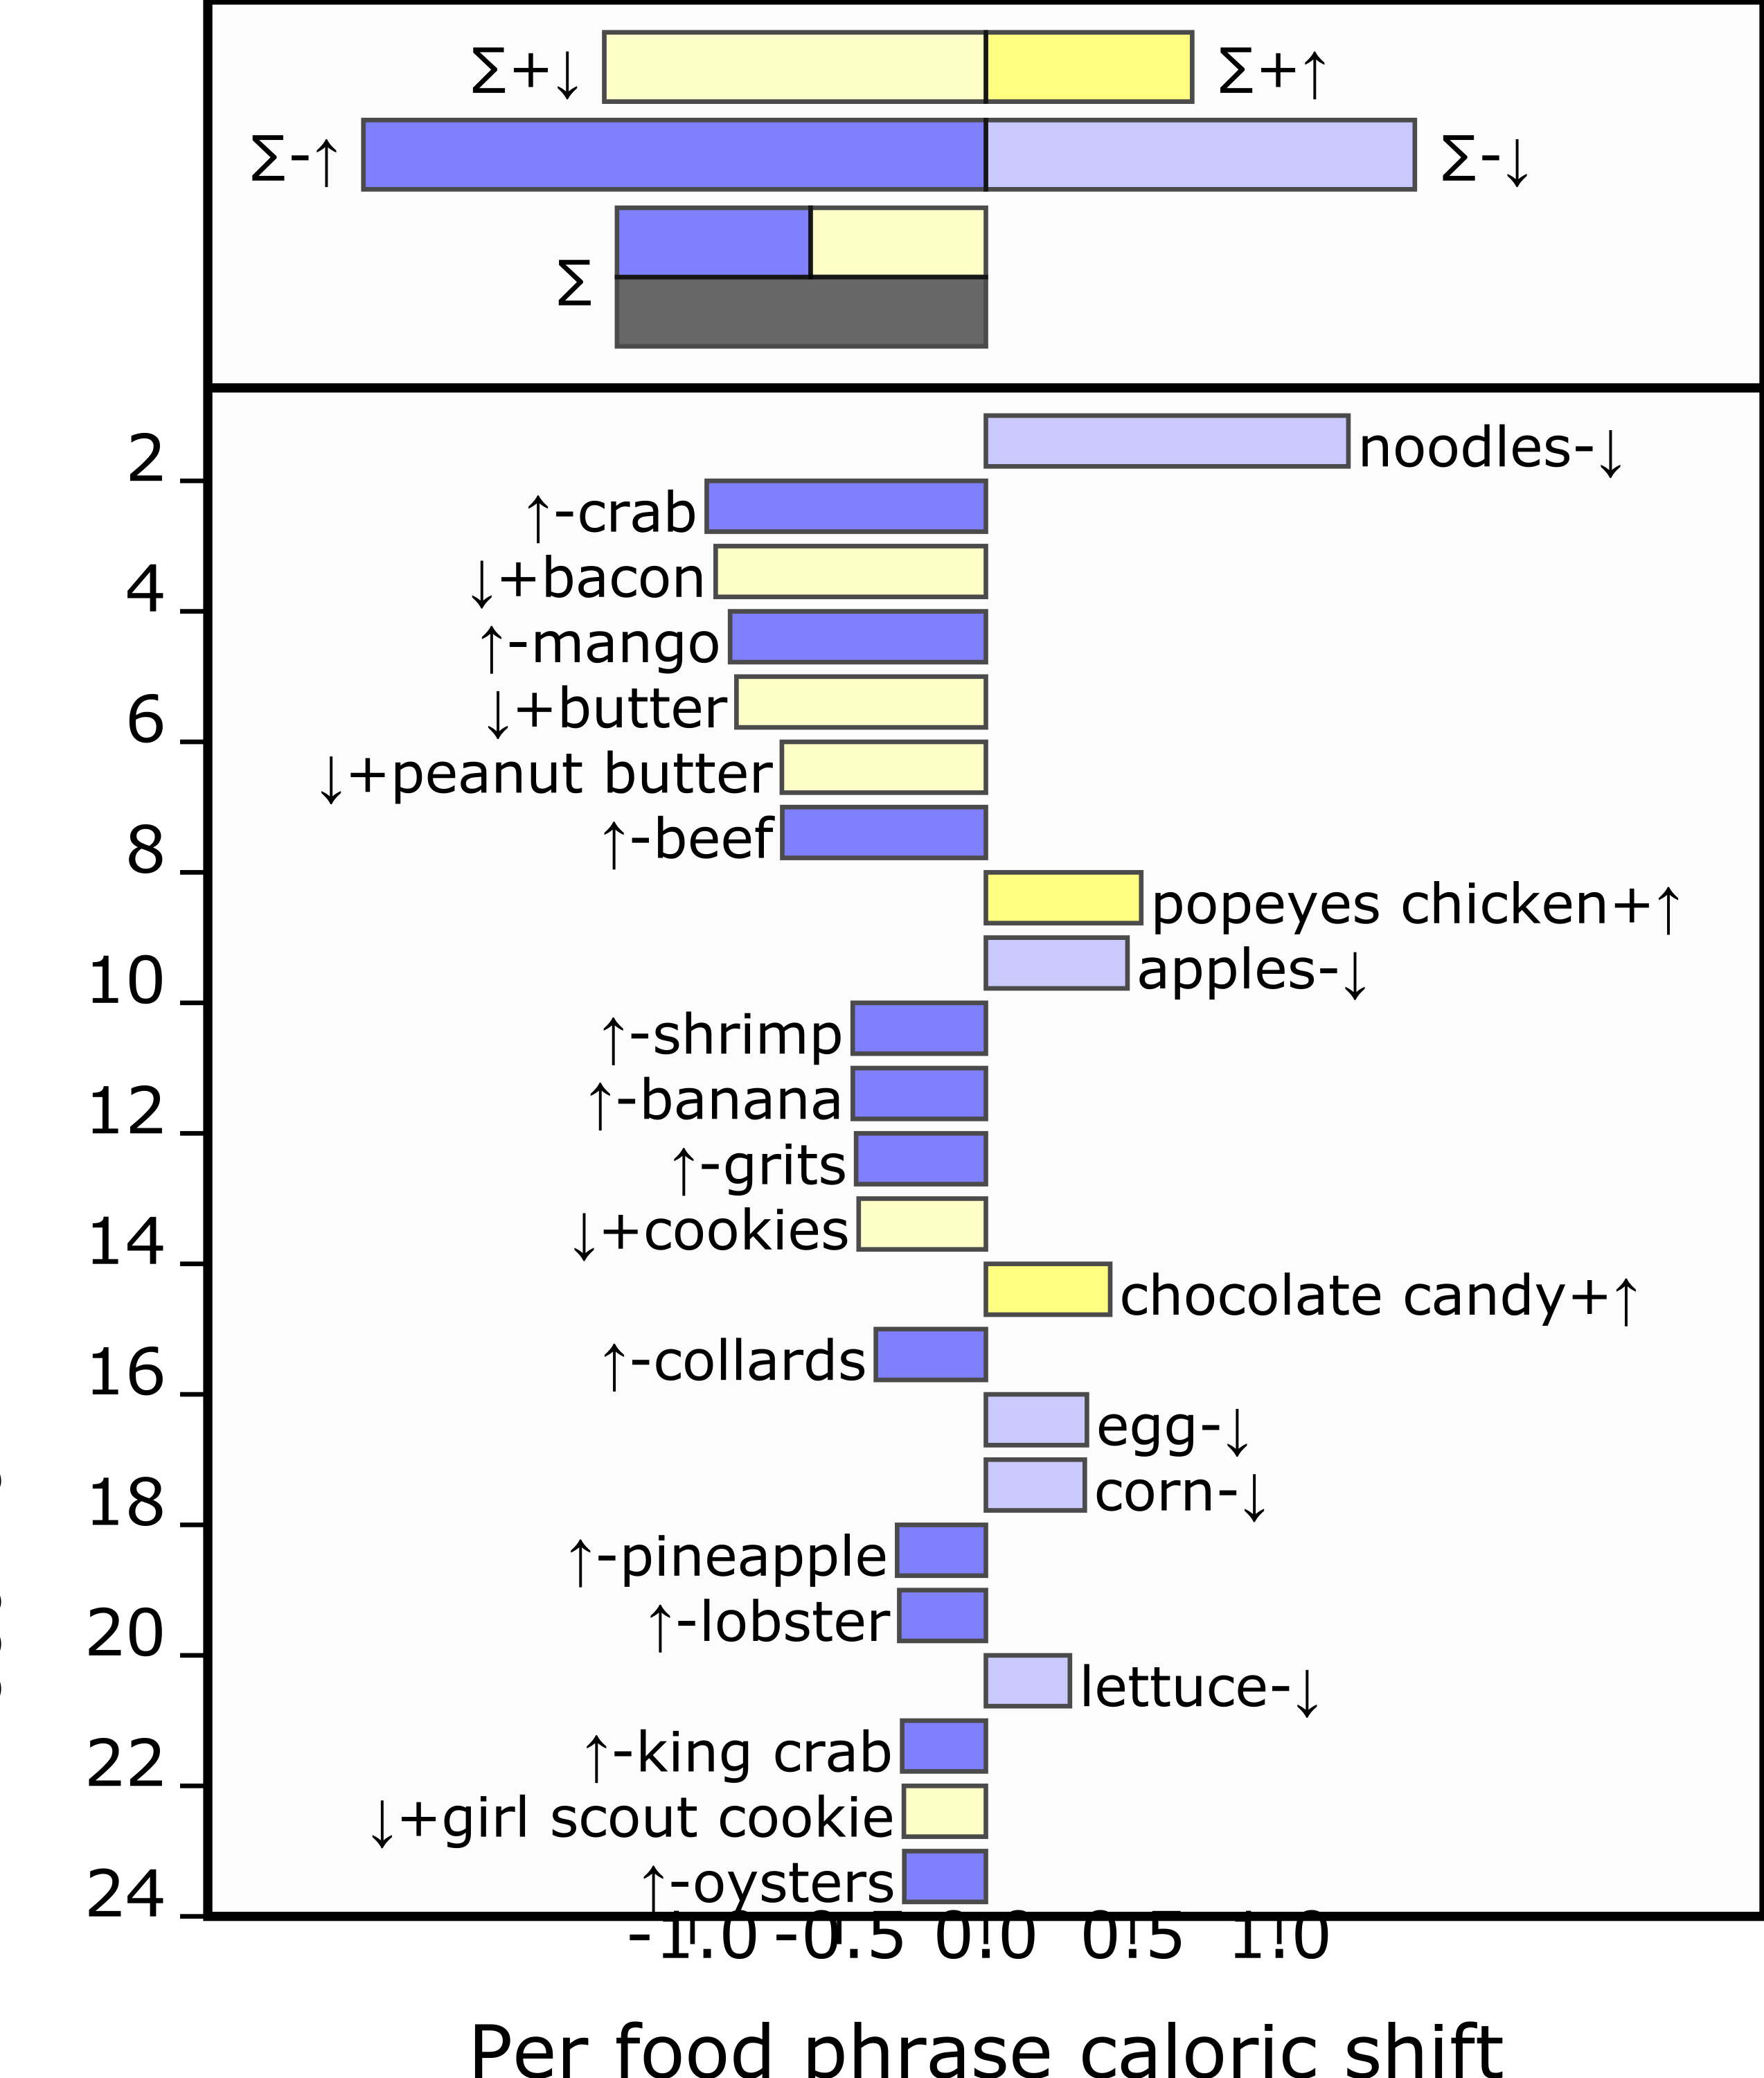 ∑+↓ ∑+↑
∑-↑ ∑-↓
∑
2 noodles-↓
↑-crab
4 ↓+bacon
↑-mango
6 ↓+butter
↓+peanut butter
8 ↑-beef
popeyes chicken+↑
10 apples-↓
↑-shrimp
12 ↑-banana
↑-grits
14 ↓+cookies
chocolate candy+↑
16 ↑-collards
egg-↓
18 corn-↓
↑-pineapple
20 ↑-lobster
lettuce-↓
22 ↑-king crab
↓+girl scout cookie
24 ↑-oysters
-1.0 -0.5 0.0 0.5 1.0
Per food phrase caloric shift